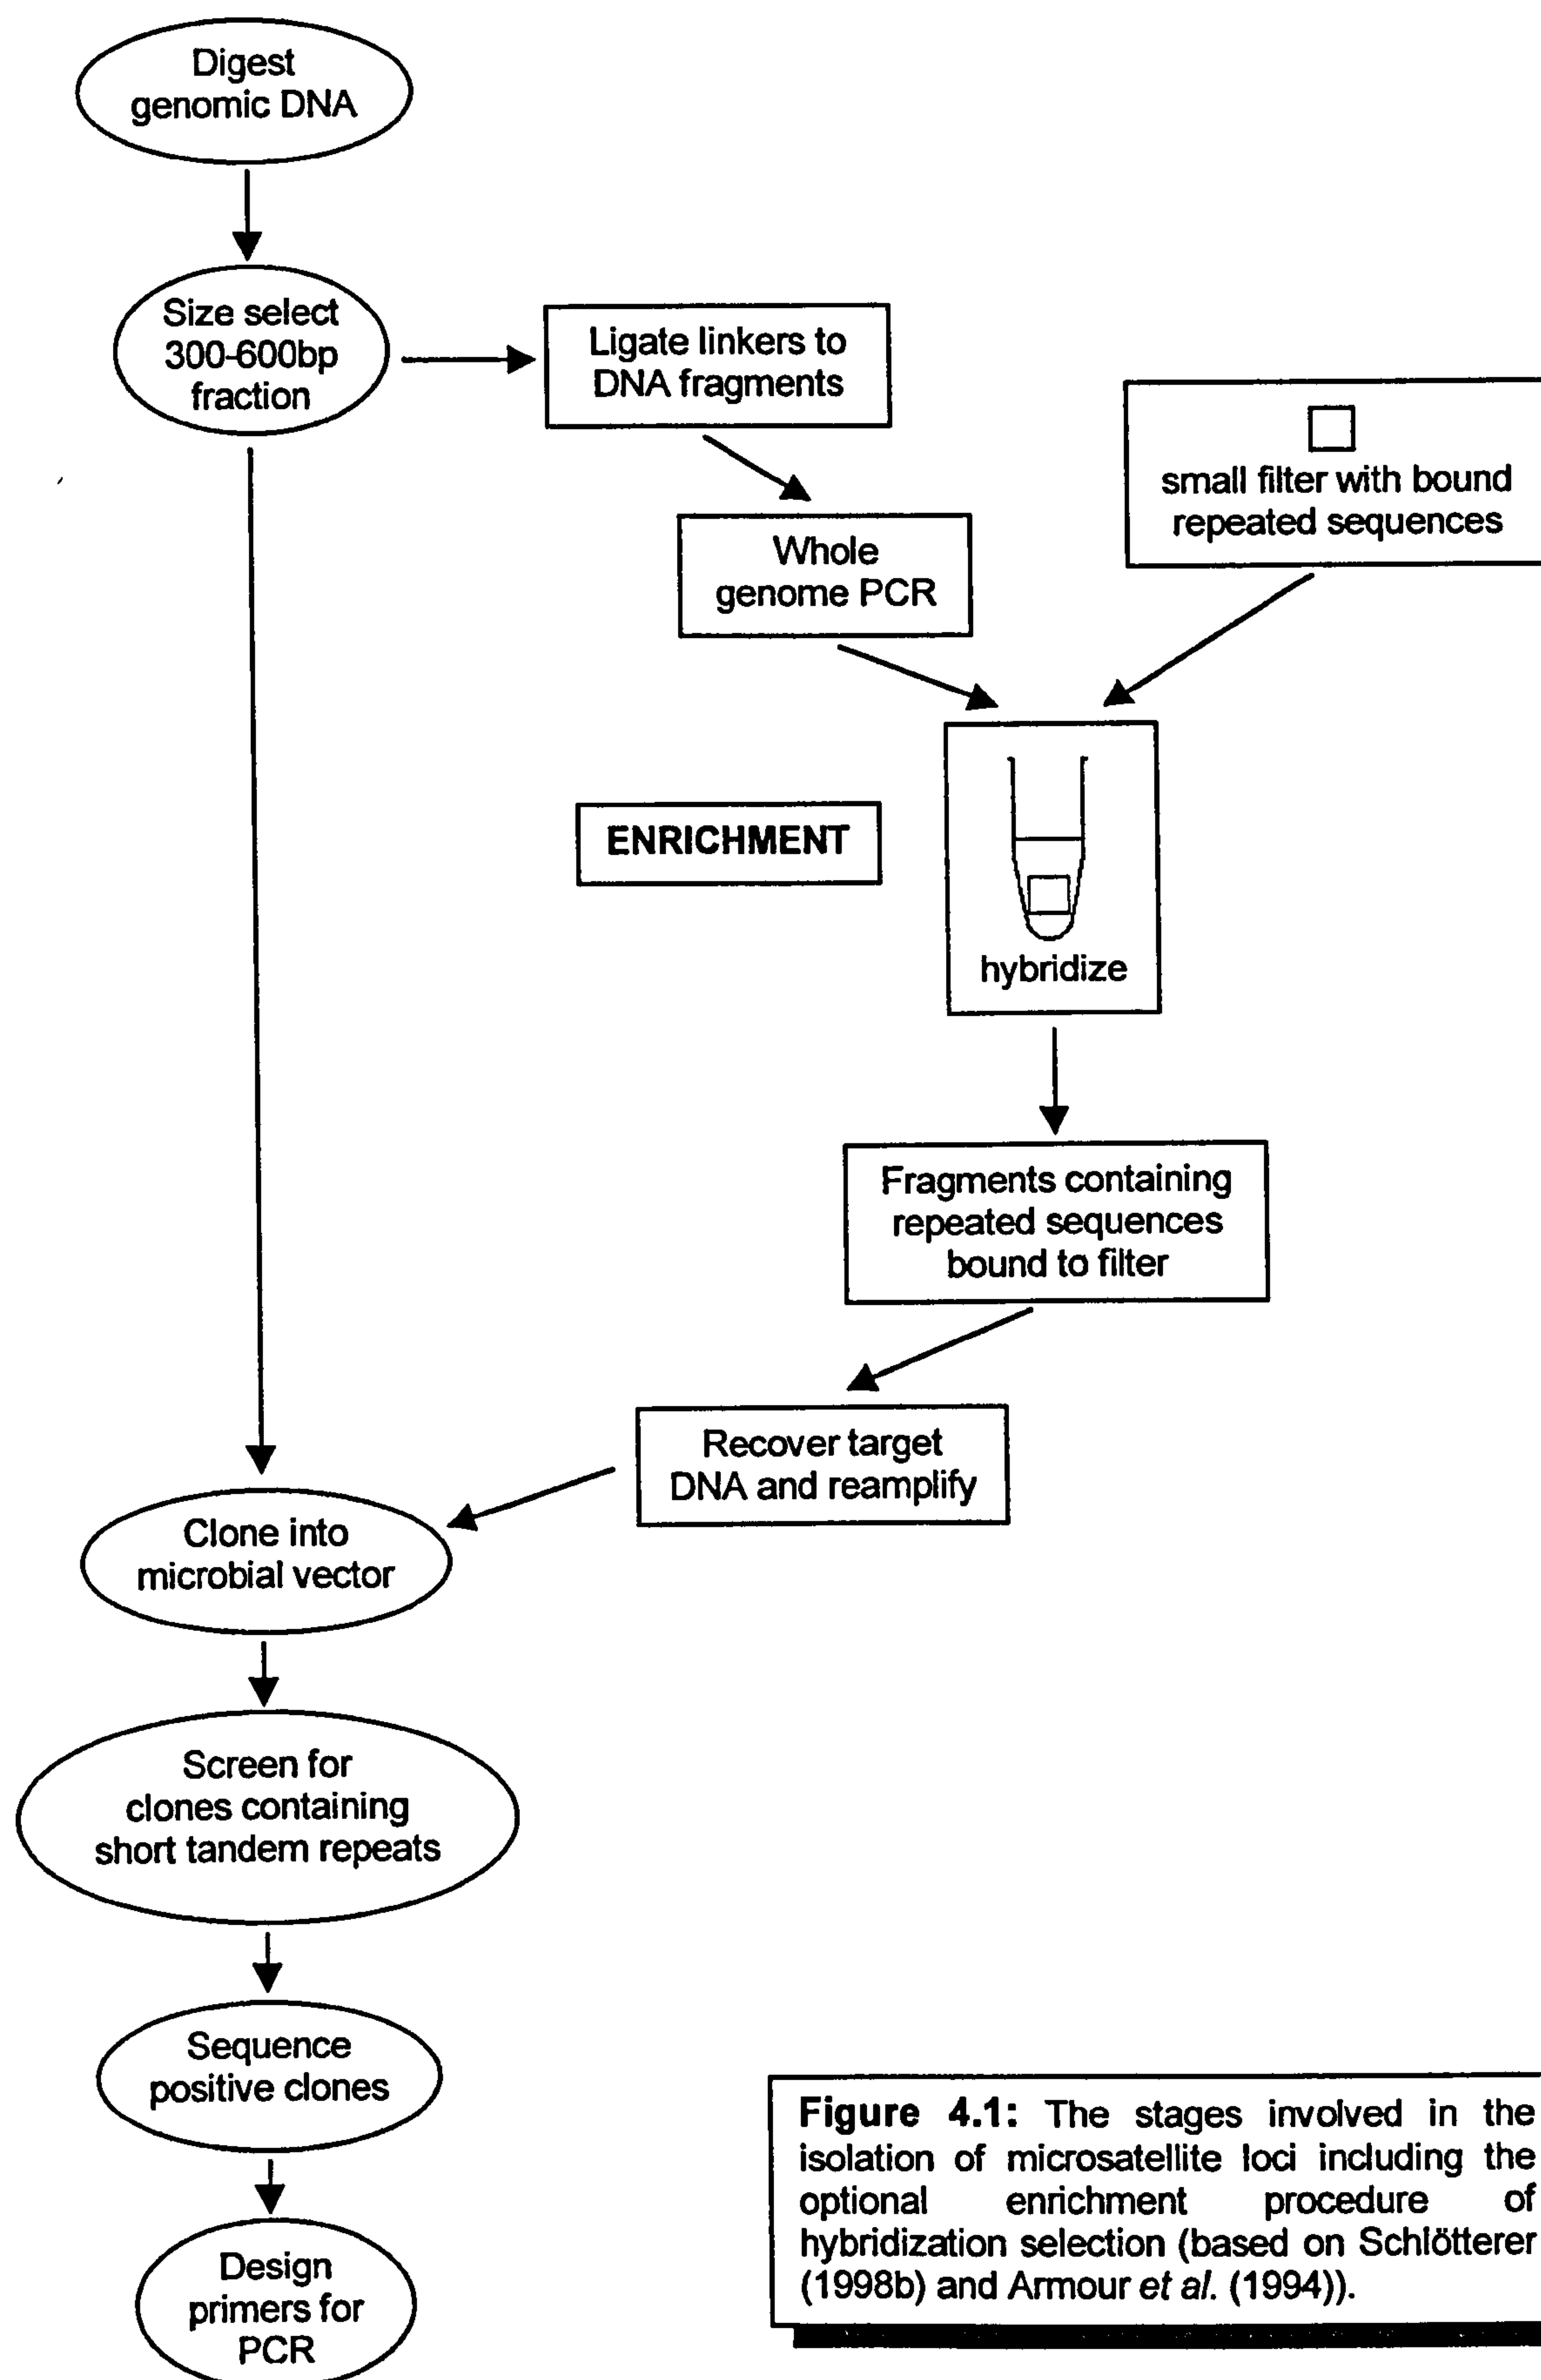 Digest
genomic DNA
Size select
300-600bp
fraction
Ligate linkers to
DNA fragments
small filter with bound
repeated sequences
Whole
genome PCR
ENRICHMENT
hybridize
Fragments containing
repeated sequences
bound to filter
Recover target
DNA and reamplify
Clone into
microbial vector
Screen for
clones containing
short tandem repeats
Sequence
positive clones
Design
primers for
PCR
Figure 4.1: The stages involved in the
isolation of microsatellite loci including the
optional enrichment procedure of
hybridization selection (based on Schlötterer
(1998b) and Armour et al. (1994)).